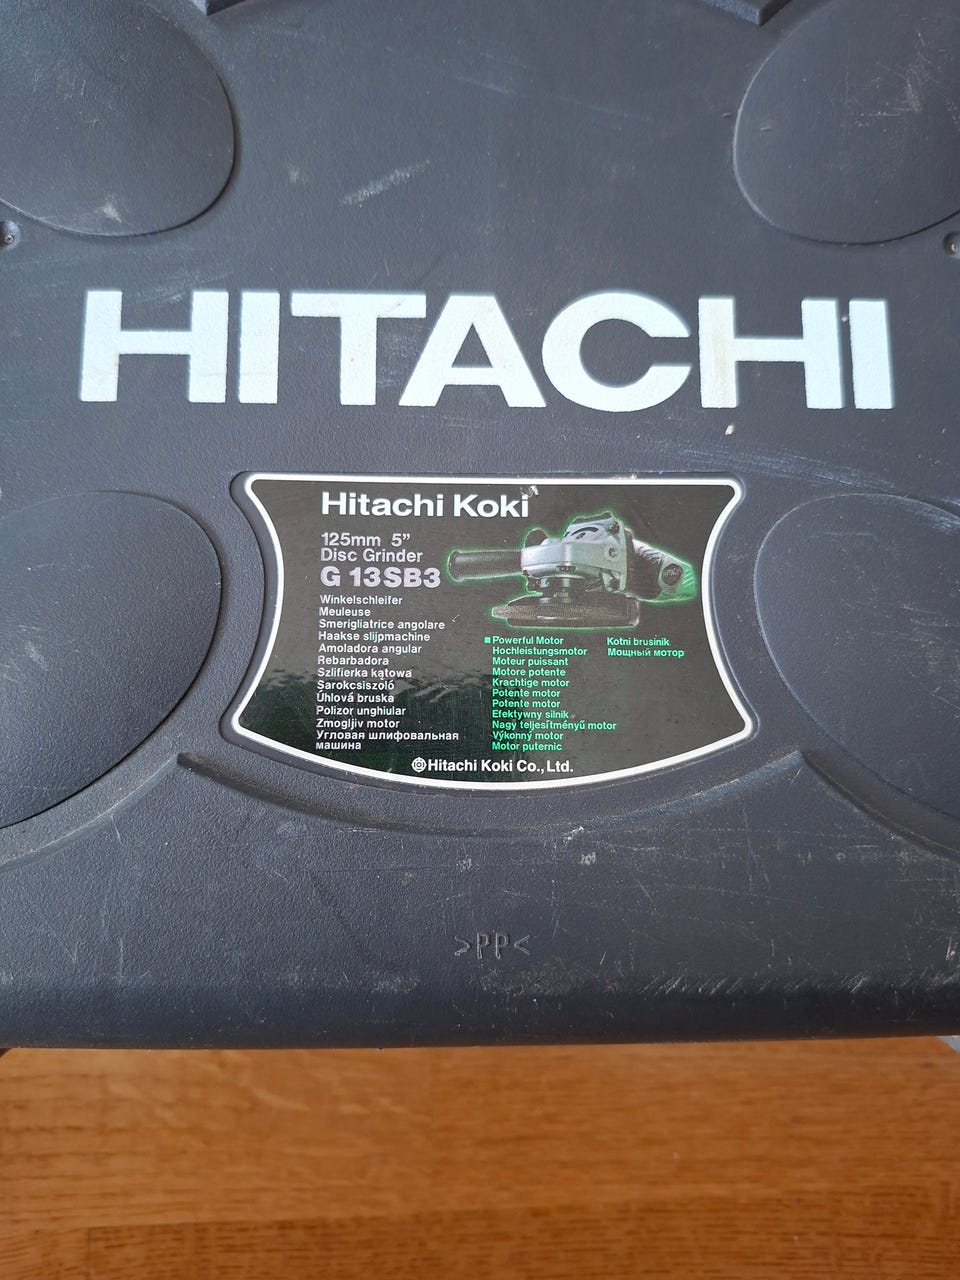 HITACHI
Hitachi Koki
125mm 5”
Disc Grinder
G 13SB3
Winkelschleifer
Meuleuse
Smerigliatrice angolare
Haakse slijpmachine
Amoladora angular
Rebarbadora
Szlifierka kątowa
Sarokcsiszoló
Úhlová bruska
Polizor unghiular
Zmogljiv motor
Угловая шлифовальная
машина
■ Powerful Motor
Hochleistungsmotor
Moteur puissant
Motore potente
Krachtige motor
Potente motor
Potente motor
Efektywny silnik
Nagy teljesítményű motor
Výkonný motor
Motor puternic
Kotni brusinik
Мощный мотор
Hitachi Koki Co., Ltd.
>PP<